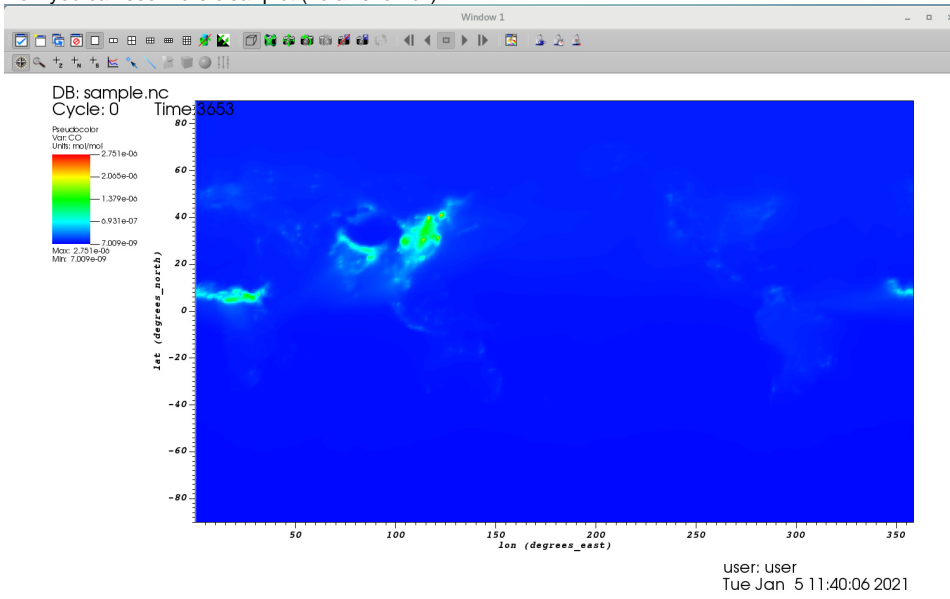 Window 1
DB: sample.nc
Cycle: 0 Time:3653
Pseudocolor
Var: CO
Units: mol/mol
2.751e-06
2.065e-06
1.379e-06
6.931e-07
7.009e-09
Max: 2.751e-06
Min: 7.009e-09
80
60
40
20
0
-20
-40
-60
-80
lat (degrees_north)
50 100 150 200 250 300 350
lon (degrees_east)
user: user
Tue Jan 5 11:40:06 2021